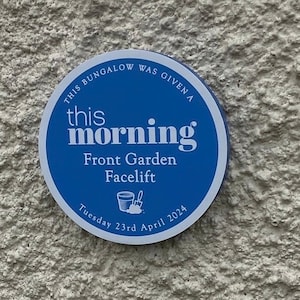 THIS BUNGALOW WAS GIVEN A
this
morning
Front Garden
Facelift
Tuesday 23rd April 2024